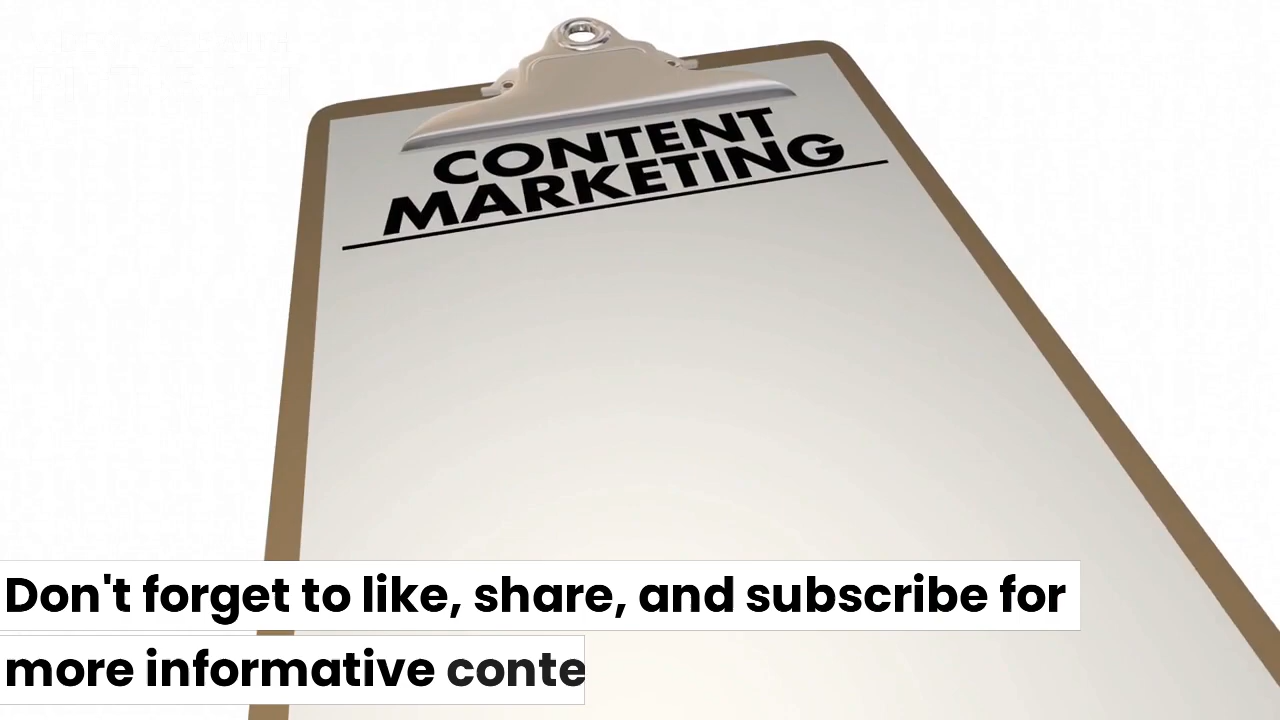 CONTENT
MARKETING
Don't forget to like, share, and subscribe for
more informative conte